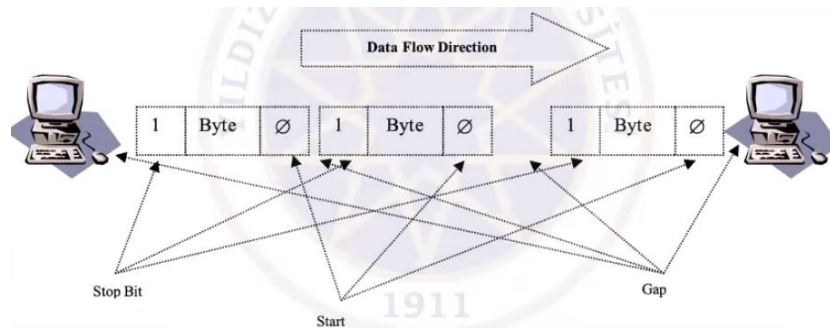 Data Flow Direction
1 Byte ∅ 1 Byte ∅ 1 Byte ∅
Stop Bit
Gap
Start
1911